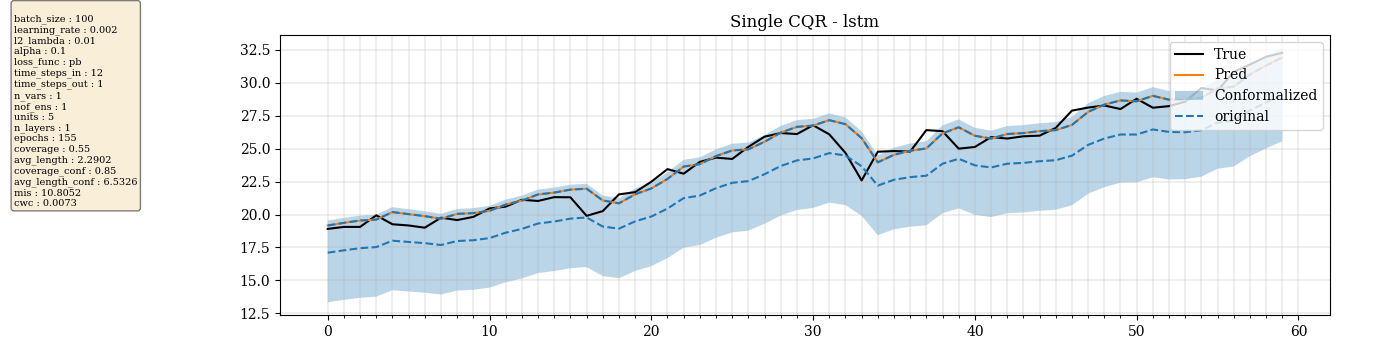 batch_size : 100
learning_rate : 0.002
l2_lambda : 0.01
alpha : 0.1
loss_func : pb
time_steps_in : 12
time_steps_out : 1
n_vars : 1
nof_ens : 1
units : 5
n_layers : 1
epochs : 155
coverage : 0.55
avg_length : 2.2902
coverage_conf : 0.85
avg_length_conf : 6.5326
mis : 10.8052
cwc : 0.0073
Single CQR - lstm
32.5
30.0
27.5
25.0
22.5
20.0
17.5
15.0
12.5
True
Pred
Conformalized
original
0 10 20 30 40 50 60